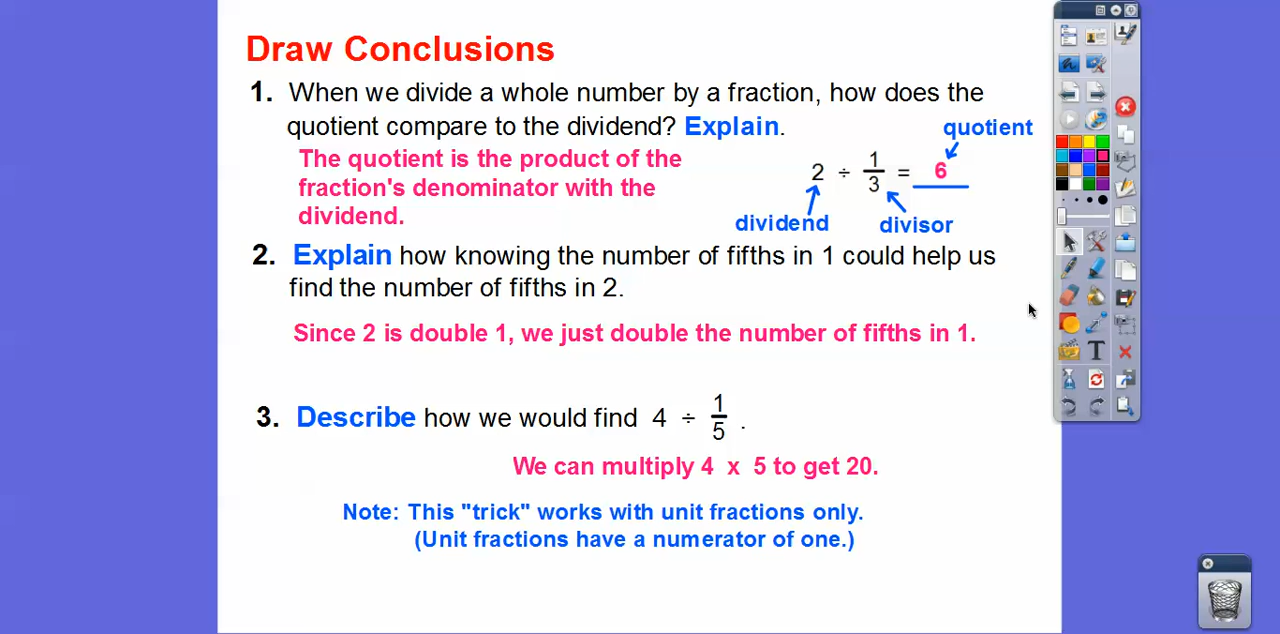 Draw Conclusions
1. When we divide a whole number by a fraction, how does the
quotient compare to the dividend? Explain.
The quotient is the product of the
fraction's denominator with the
dividend.
quotient
2 ÷ 1/3 = 6
dividend
divisor
2. Explain how knowing the number of fifths in 1 could help us
find the number of fifths in 2.
Since 2 is double 1, we just double the number of fifths in 1.
3. Describe how we would find 4 ÷ 1/5 .
We can multiply 4 x 5 to get 20.
Note: This "trick" works with unit fractions only.
(Unit fractions have a numerator of one.)
T